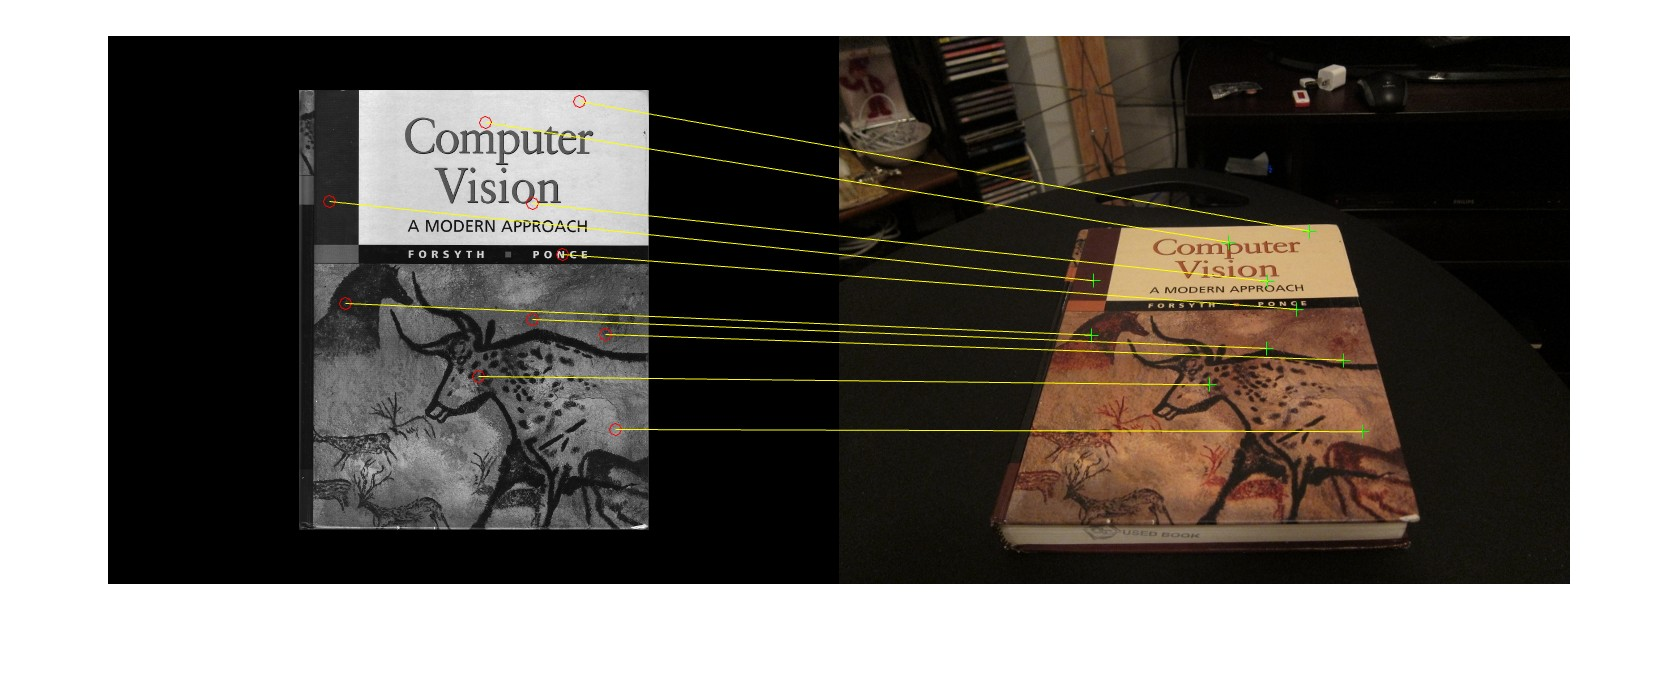 Computer
Vision
A MODERN APPROACH
FORSYTH PONCE
Computer
Vision
A MODERN APPROACH
FORSYTH PONCE
USED BOOK